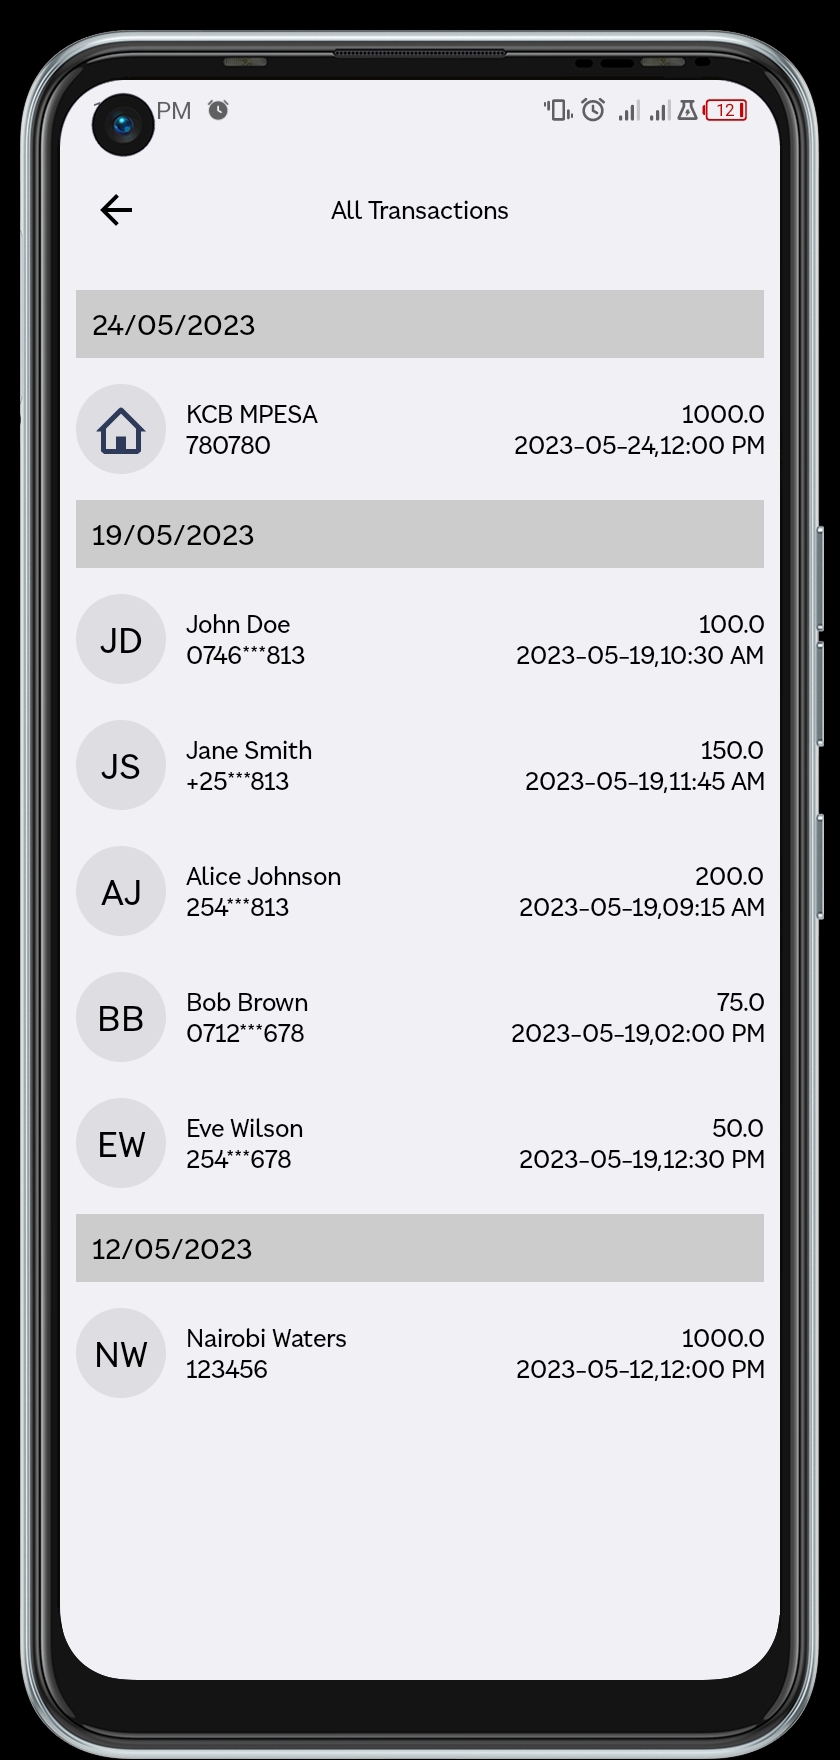 PM
12
All Transactions
24/05/2023
KCB MPESA
1000.0
780780
2023-05-24,12:00 PM
19/05/2023
JD
John Doe
100.0
0746***813
2023-05-19,10:30 AM
JS
Jane Smith
150.0
+25***813
2023-05-19,11:45 AM
AJ
Alice Johnson
200.0
254***813
2023-05-19,09:15 AM
BB
Bob Brown
75.0
0712***678
2023-05-19,02:00 PM
EW
Eve Wilson
50.0
254***678
2023-05-19,12:30 PM
12/05/2023
NW
Nairobi Waters
1000.0
123456
2023-05-12,12:00 PM